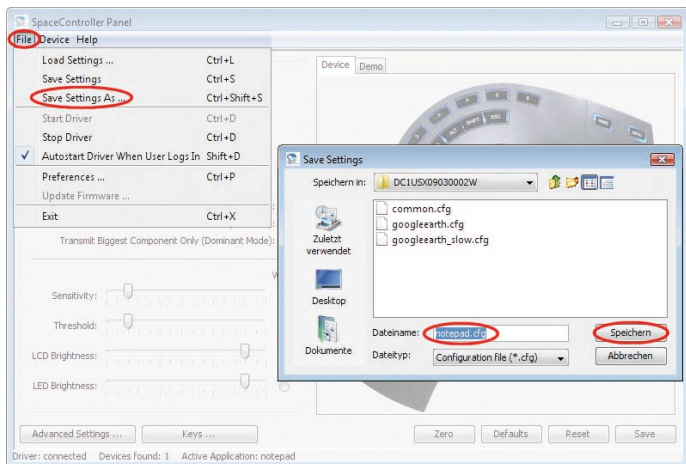 SpaceController Panel
File Device Help
Load Settings ... Ctrl+L
Save Settings Ctrl+S
Save Settings As ... Ctrl+Shift+S
Start Driver Ctrl+D
Stop Driver Ctrl+D
Autostart Driver When User Logs In Shift+D
Preferences ... Ctrl+P
Update Firmware ...
Exit Ctrl+X
Device Demo
ALT SHIFT ESC
Transmit Biggest Component Only (Dominant Mode):
Sensitivity:
Threshold:
LCD Brightness:
LED Brightness:
Save Settings
Speichern in: DC1USX09030002W
Zuletzt verwendet
Desktop
Dokumente
common.cfg
googleearth.cfg
googleearth_slow.cfg
Dateiname: notepad.cfg Speichern
Dateityp: Configuration file (*.cfg) Abbrechen
Advanced Settings ... Keys ... Zero Defaults Reset Save
Driver: connected Devices found: 1 Active Application: notepad